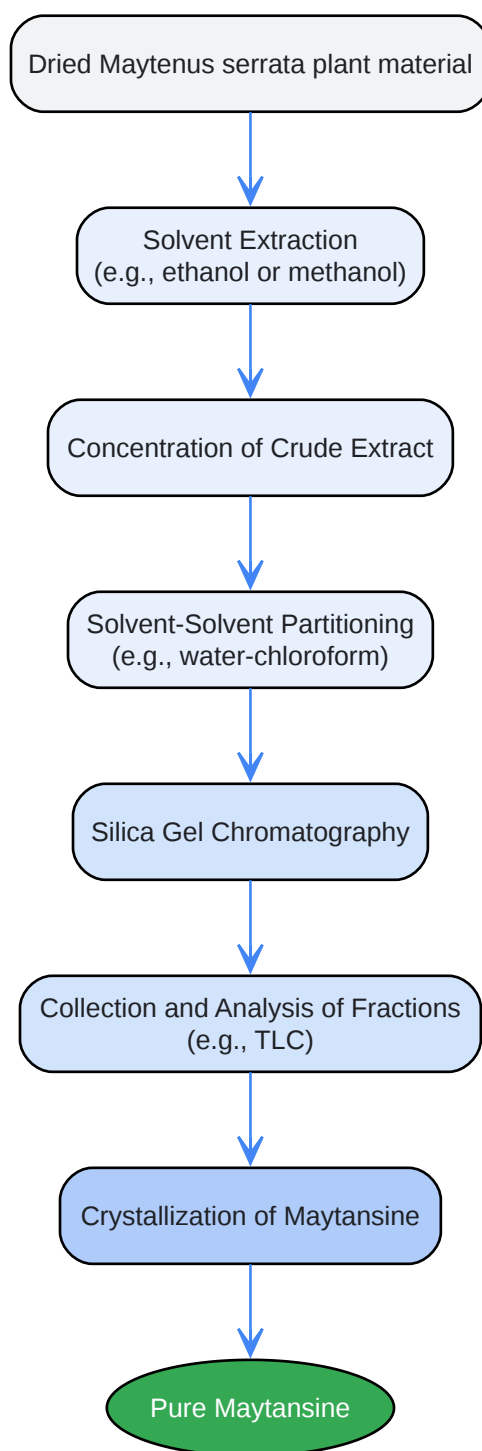 Dried Maytenus serrata plant material
Solvent Extraction
(e.g., ethanol or methanol)
Concentration of Crude Extract
Solvent-Solvent Partitioning
(e.g., water-chloroform)
Silica Gel Chromatography
Collection and Analysis of Fractions
(e.g., TLC)
Crystallization of Maytansine
Pure Maytansine